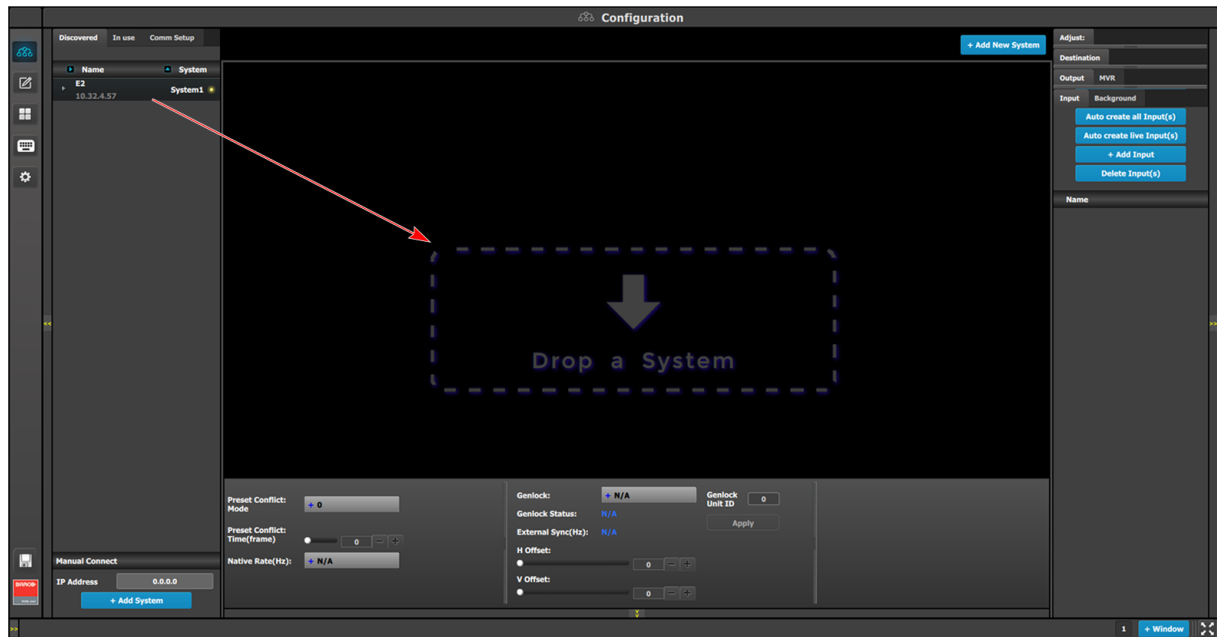 Configuration
Discovered In use Comm Setup
+ Add New System
Name System
E2
10.32.4.57
System1
Drop a System
Adjust:
Destination
Output MVR
Input Background
Auto create all Input(s)
Auto create live Input(s)
+ Add Input
Delete Input(s)
Name
<<
>>
Preset Conflict:
Mode
+ 0
Preset Conflict:
Time(frame)
0 - +
Native Rate(Hz): + N/A
Genlock: + N/A
Genlock Status: N/A
External Sync(Hz): N/A
H Offset:
0 - +
V Offset:
0 - +
Genlock
Unit ID
0
Apply
Manual Connect
IP Address 0.0.0.0
+ Add System
BARCO
>>
1 + Window